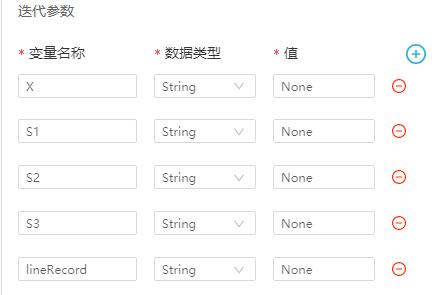 迭代参数
* 变量名称 * 数据类型 * 值
X String None
S1 String None
S2 String None
S3 String None
lineRecord String None